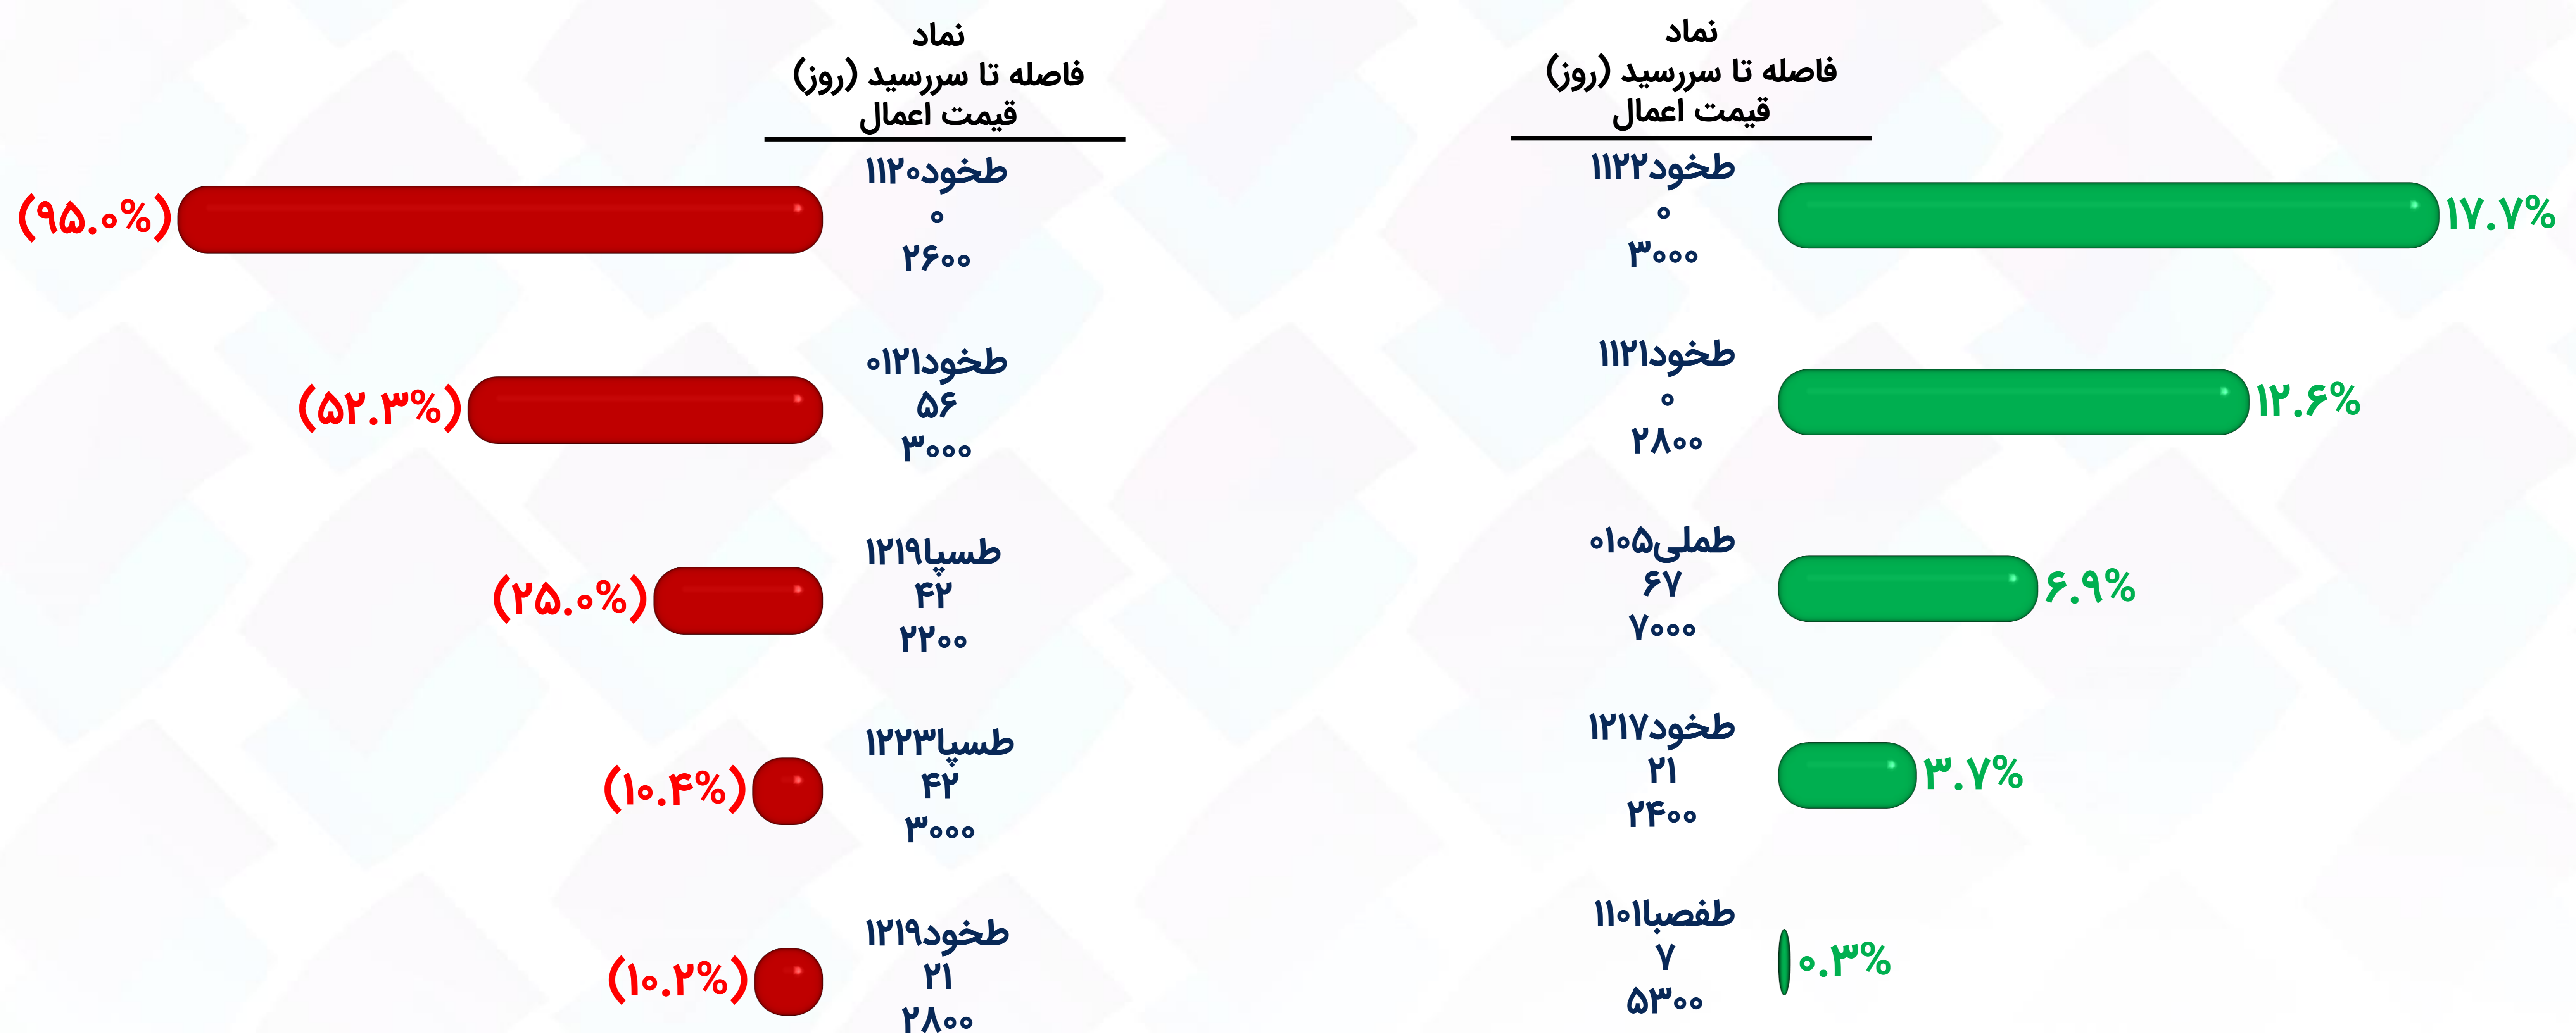 نماد
فاصله تا سررسید (روز)
قیمت اعمال
طخود۱۱۲۲
۰
۳۰۰۰
۱۷.۷%
طخود۱۱۲۱
۰
۲۸۰۰
۱۲.۶%
طملی۰۱۰۵
۶۷
۷۰۰۰
۶.۹%
طخود۱۲۱۷
۲۱
۲۴۰۰
۳.۷%
طفصبا۱۱۰۱
۷
۵۳۰۰
۰.۳%
نماد
فاصله تا سررسید (روز)
قیمت اعمال
طخود۱۱۲۰
۰
۲۶۰۰
(۹۵.۰%)
طخود۰۱۲۱
۵۶
۳۰۰۰
(۵۲.۳%)
طسپا۱۲۱۹
۴۲
۲۲۰۰
(۲۵.۰%)
طسپا۱۲۲۳
۴۲
۳۰۰۰
(۱۰.۴%)
طخود۱۲۱۹
۲۱
۲۸۰۰
(۱۰.۲%)